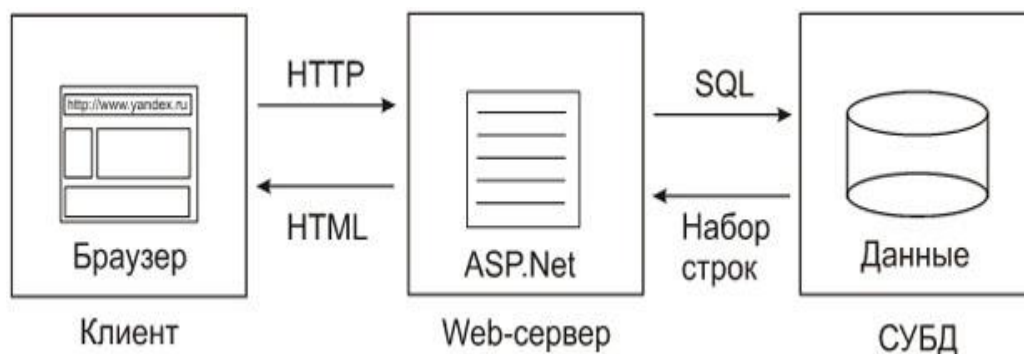 http://www.yandex.ru
Браузер
Клиент
HTTP
HTML
ASP.Net
Web-сервер
SQL
Набор
строк
Данные
СУБД